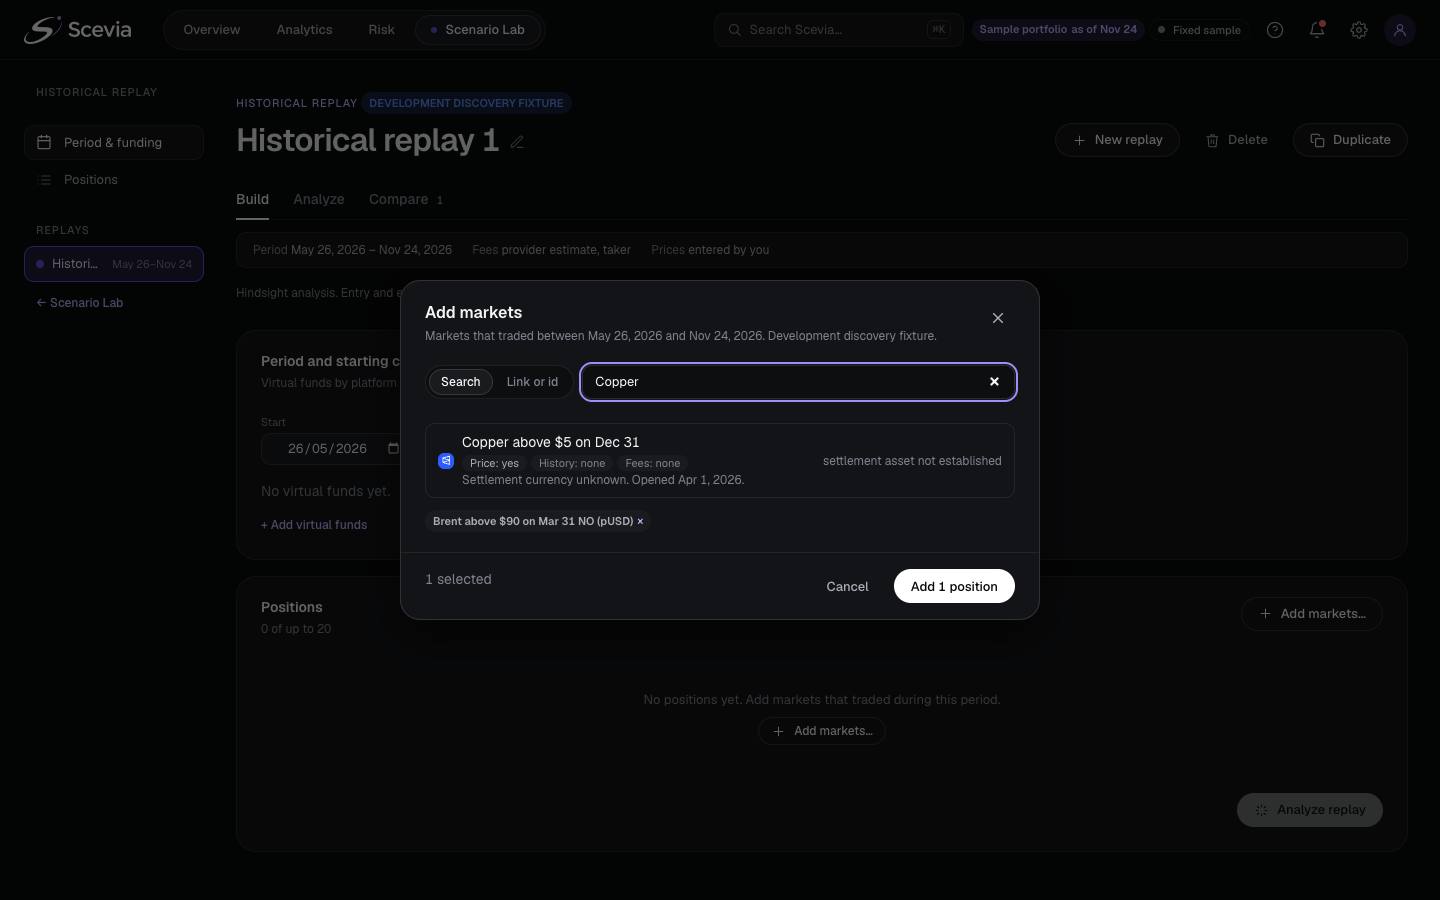 Scevia
Overview
Analytics
Risk
Scenario Lab
Search Scevia...
⌘K
Sample portfolio as of Nov 24
Fixed sample
HISTORICAL REPLAY
Period & funding
Positions
REPLAYS
Histori... May 26–Nov 24
← Scenario Lab
HISTORICAL REPLAY DEVELOPMENT DISCOVERY FIXTURE
Historical replay 1
New replay
Delete
Duplicate
Build
Analyze
Compare 1
Period May 26, 2026 – Nov 24, 2026 Fees provider estimate, taker Prices entered by you
Hindsight analysis. Entry and e
Period and starting c
Virtual funds by platform
Start
26/05/2026
No virtual funds yet.
+ Add virtual funds
Add markets
Markets that traded between May 26, 2026 and Nov 24, 2026. Development discovery fixture.
Search
Link or id
Copper
Copper above $5 on Dec 31
Price: yes History: none Fees: none
settlement asset not established
Settlement currency unknown. Opened Apr 1, 2026.
Brent above $90 on Mar 31 NO (pUSD) ×
1 selected
Cancel
Add 1 position
Positions
0 of up to 20
Add markets...
No positions yet. Add markets that traded during this period.
Add markets...
Analyze replay